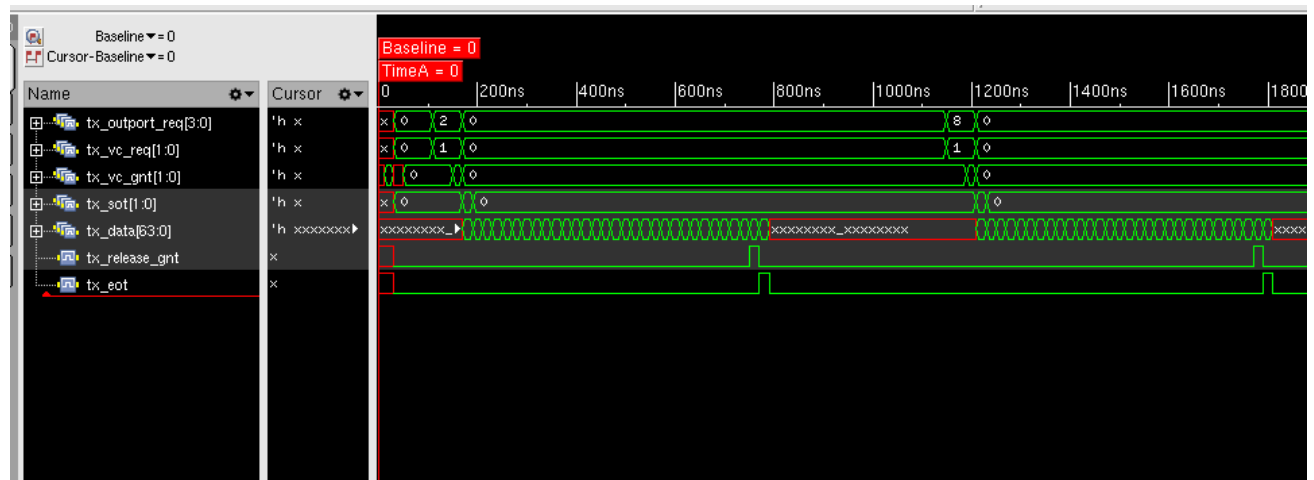 Baseline▼= 0
Cursor-Baseline▼= 0
Baseline = 0
TimeA = 0
Name Cursor 0 200ns 400ns 600ns 800ns 1000ns 1200ns 1400ns 1600ns 1800
tx_outport_req[3:0] 'h x x 0 2 0 8 0
tx_vc_req[1:0] 'h x x 0 1 0 1 0
tx_vc_gnt[1:0] 'h x 0 0 0
tx_sot[1:0] 'h x x 0 0 0
tx_data[63:0] 'h xxxxxxx xxxxxxxxx_ xxxxxxxx_xxxxxxxx xxxx
tx_release_gnt x
tx_eot x